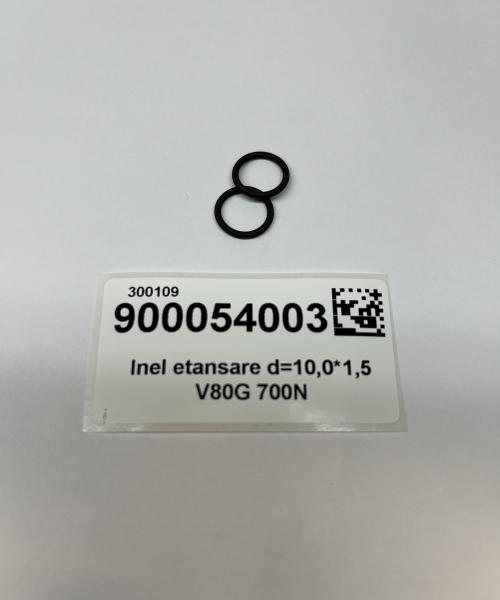 300109
900054003
Inel etansare d=10,0*1,5
V80G 700N